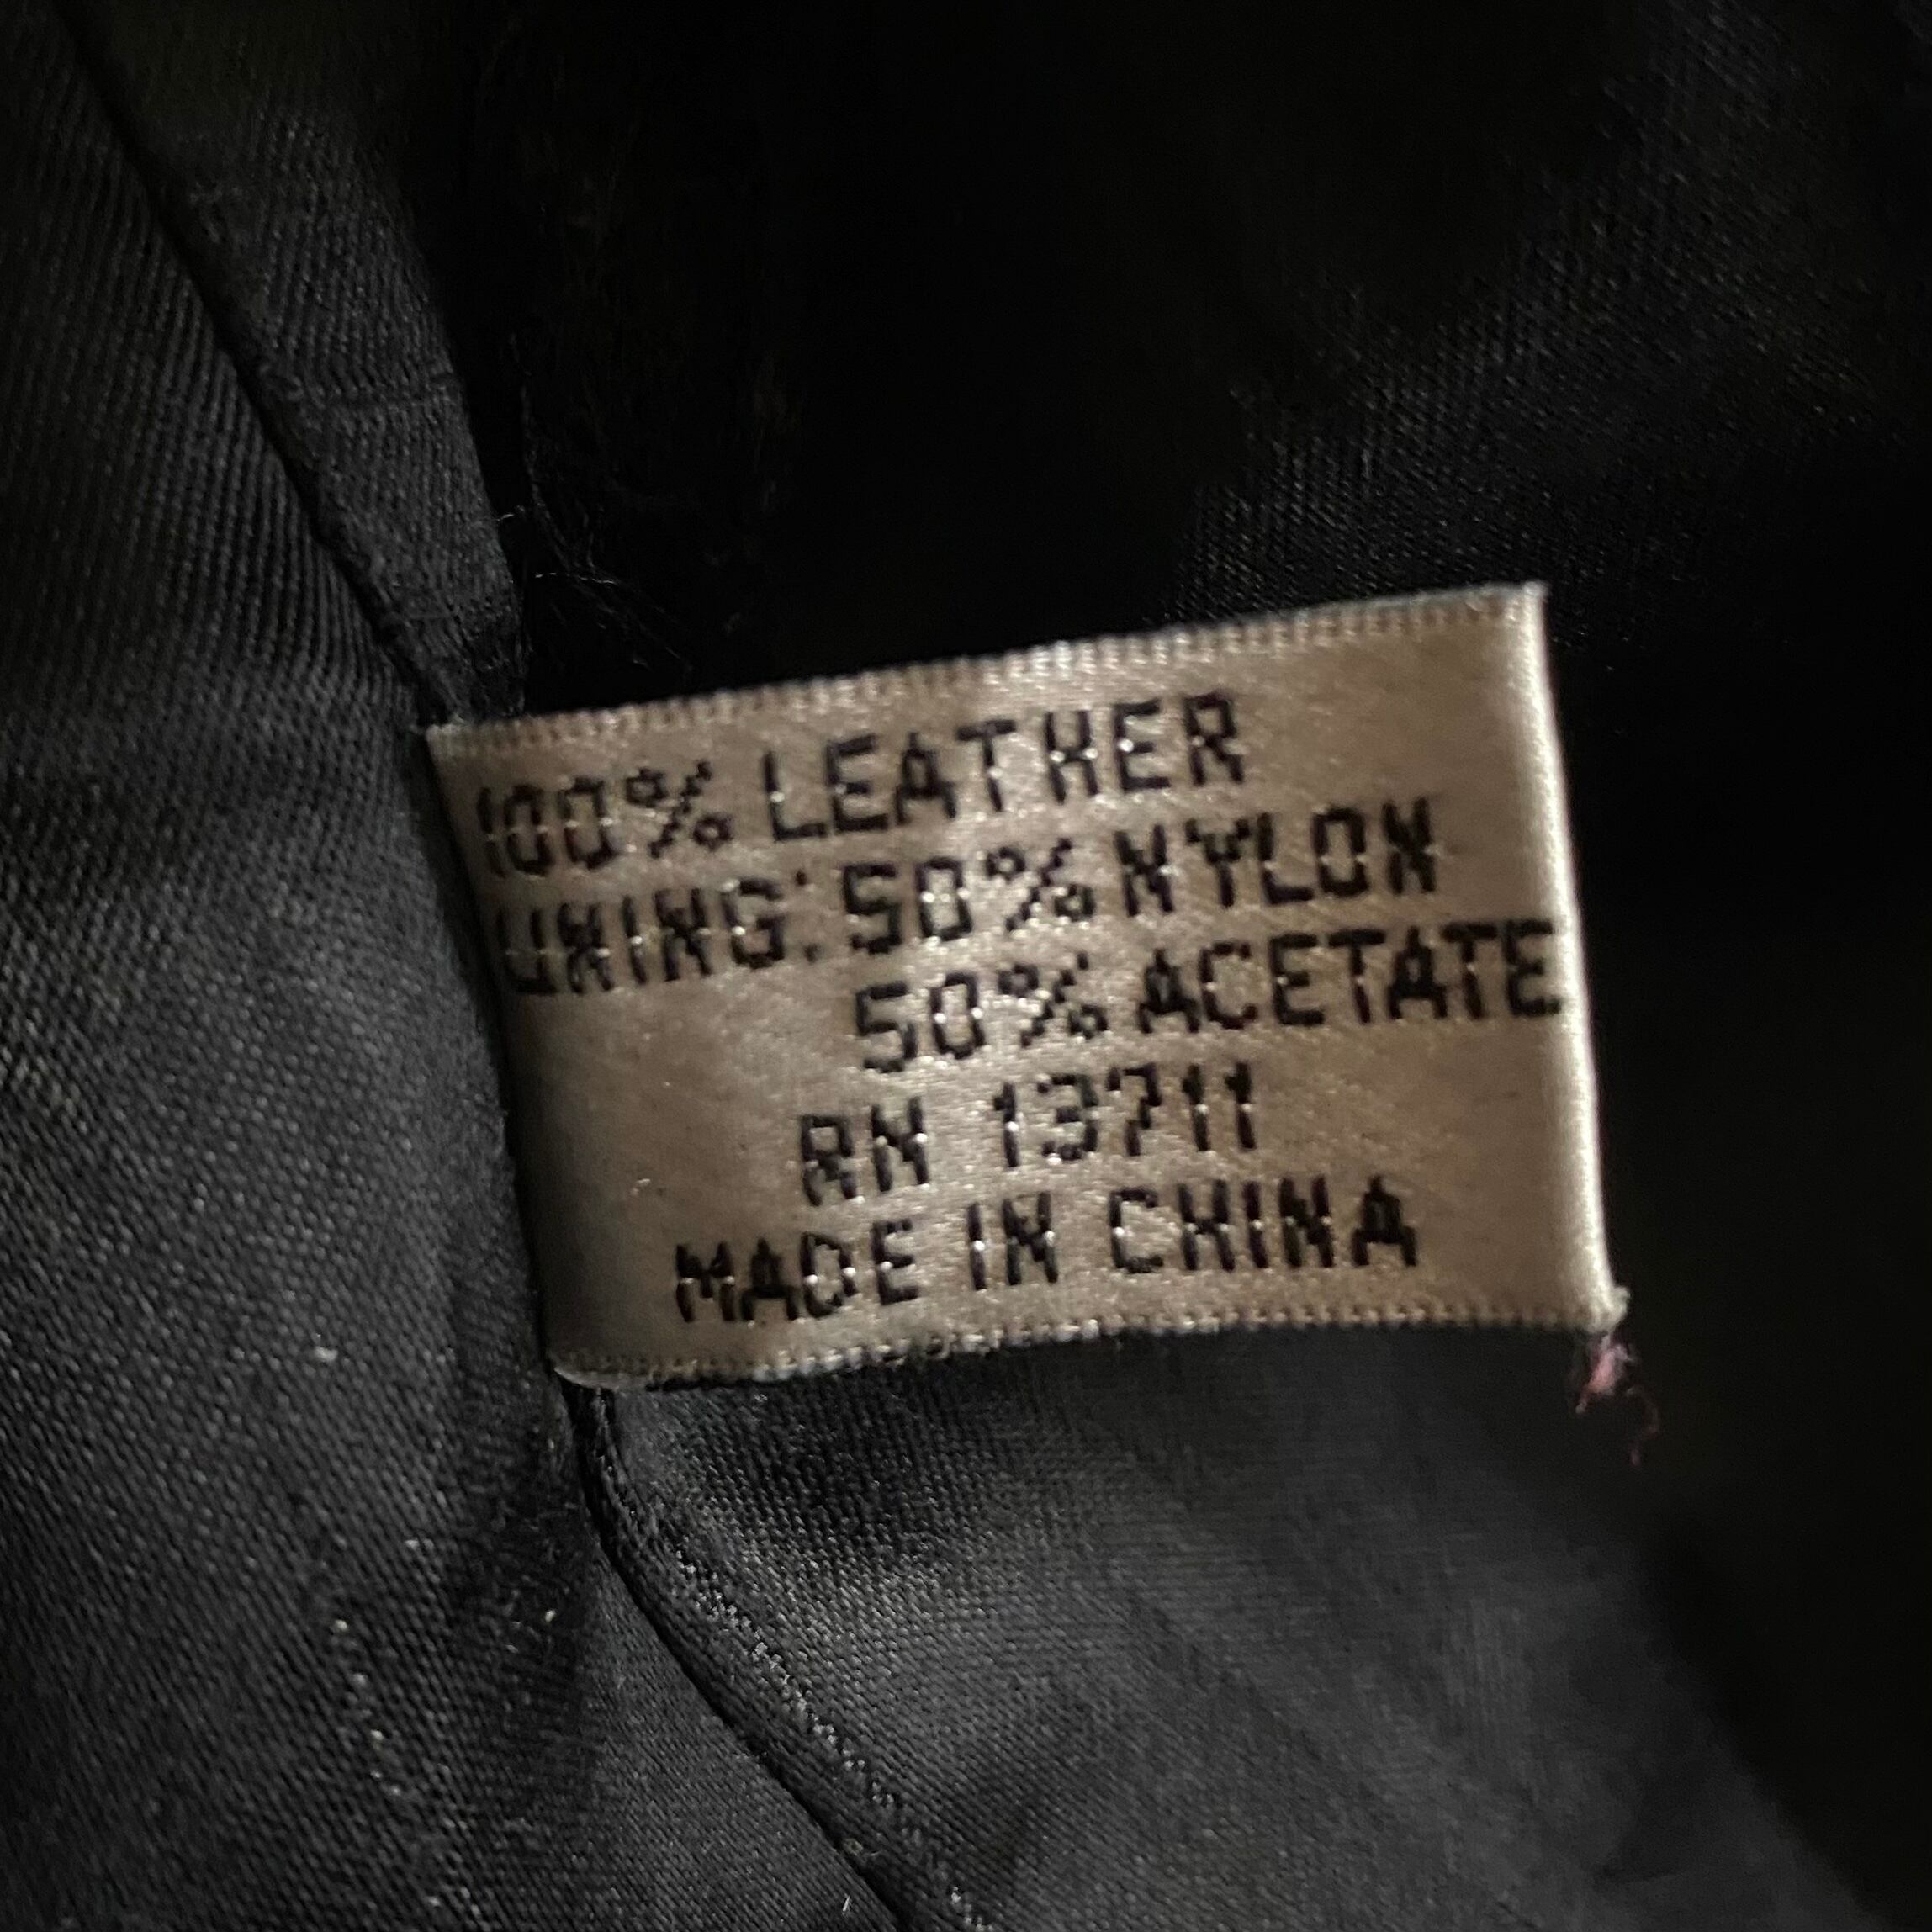 100% LEATHER
LINING: 50% NYLON
50% ACETATE
RN 13711
MADE IN CHINA